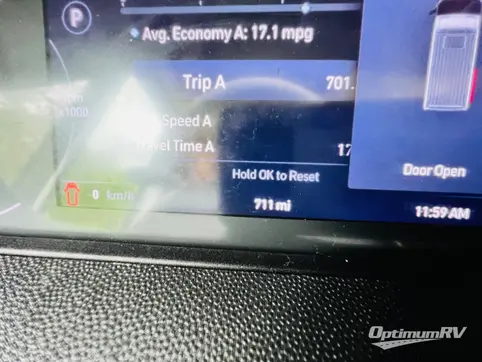 P
Avg. Economy A: 17.1 mpg
Trip A 701.
x1000
Speed A
Travel Time A 17
Hold OK to Reset
Door Open
0 km/h
711 mi
11:59 AM
OptimumRV